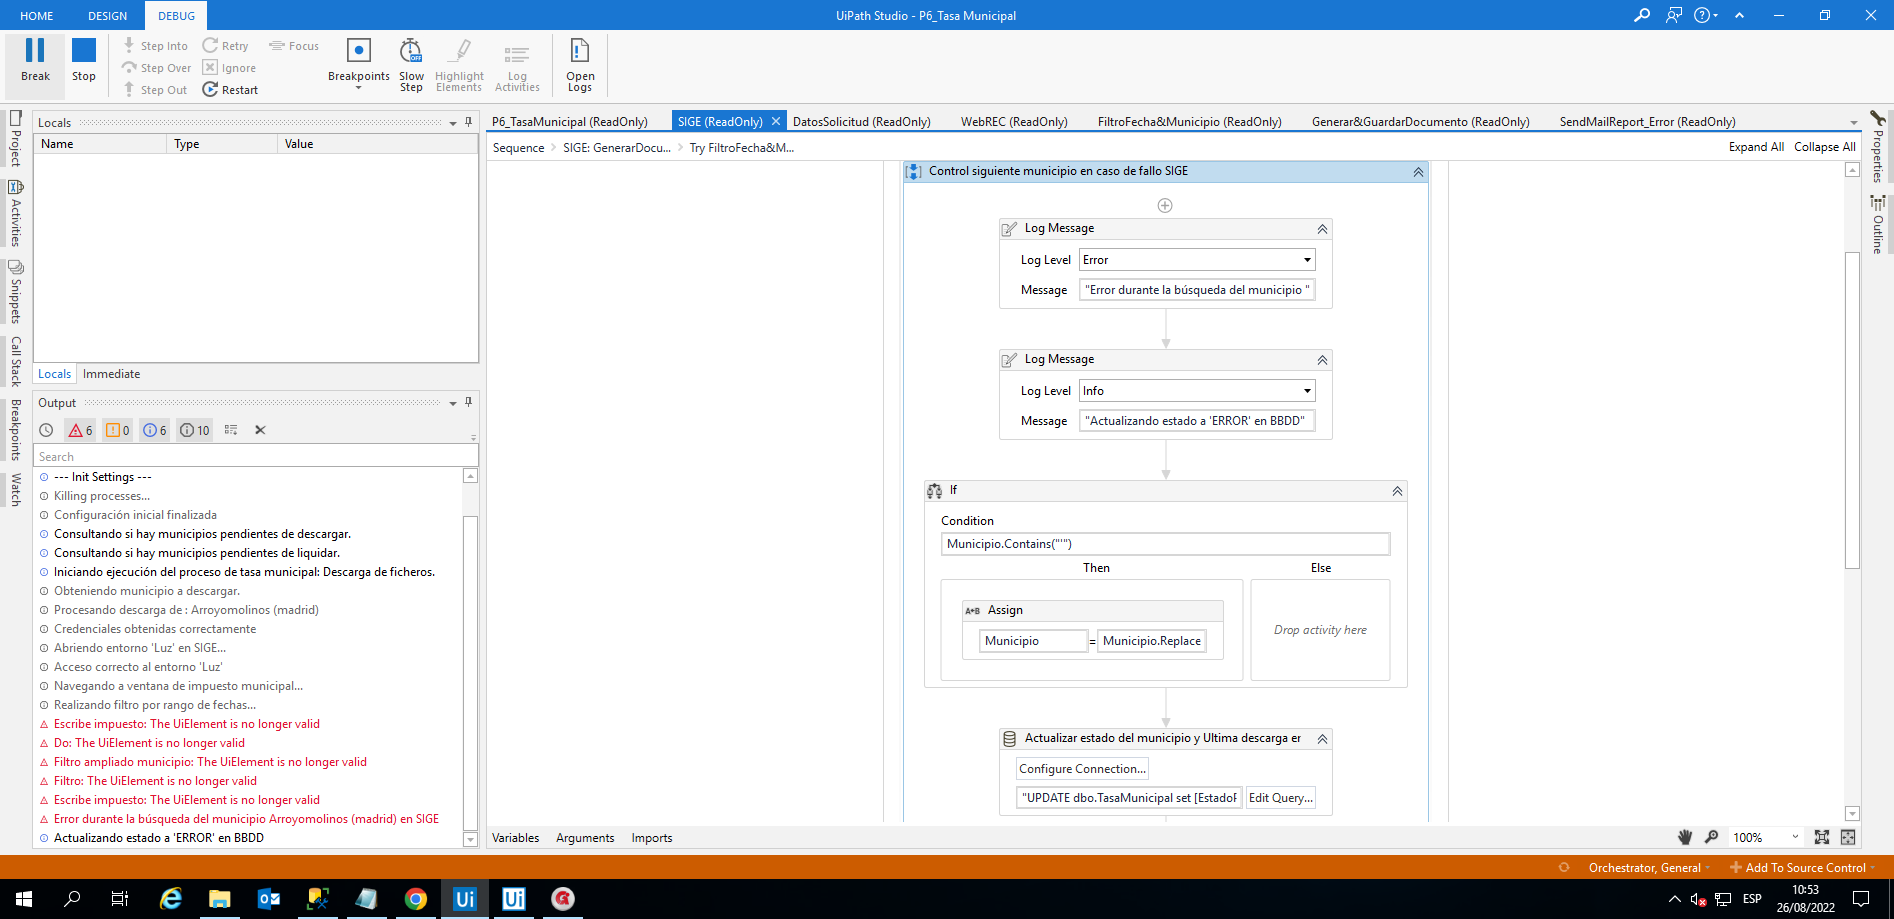 HOME DESIGN DEBUG UiPath Studio - P6_Tasa Municipal
Break
Stop
Step Into
Step Over
Step Out
Retry
Ignore
Restart
Focus
Breakpoints
Slow Step
Highlight Elements
Log Activities
Open Logs
Project
Activities
Snippets
Call Stack
Breakpoints
Watch
Locals
Name Type Value
Locals Immediate
Output
6 0 6 10
Search
--- Init Settings ---
Killing processes...
Configuración inicial finalizada
Consultando si hay municipios pendientes de descargar.
Consultando si hay municipios pendientes de liquidar.
Iniciando ejecución del proceso de tasa municipal: Descarga de ficheros.
Obteniendo municipio a descargar.
Procesando descarga de : Arroyomolinos (madrid)
Credenciales obtenidas correctamente
Abriendo entorno 'Luz' en SIGE...
Acceso correcto al entorno 'Luz'
Navegando a ventana de impuesto municipal...
Realizando filtro por rango de fechas...
Escribe impuesto: The UiElement is no longer valid
Do: The UiElement is no longer valid
Filtro ampliado municipio: The UiElement is no longer valid
Filtro: The UiElement is no longer valid
Escribe impuesto: The UiElement is no longer valid
Error durante la búsqueda del municipio Arroyomolinos (madrid) en SIGE
Actualizando estado a 'ERROR' en BBDD
P6_TasaMunicipal (ReadOnly) SIGE (ReadOnly) DatosSolicitud (ReadOnly) WebREC (ReadOnly) FiltroFecha&Municipio (ReadOnly) Generar&GuardarDocumento (ReadOnly) SendMailReport_Error (ReadOnly)
Sequence SIGE: GenerarDocu... Try FiltroFecha&M... Expand All Collapse All
Control siguiente municipio en caso de fallo SIGE
Log Message
Log Level Error
Message "Error durante la búsqueda del municipio "
Log Message
Log Level Info
Message "Actualizando estado a 'ERROR' en BBDD"
If
Condition
Municipio.Contains("'")
Then Else
A+B Assign
Municipio = Municipio.Replace
Drop activity here
Actualizar estado del municipio y Ultima descarga er
Configure Connection...
"UPDATE dbo.TasaMunicipal set [EstadoF Edit Query...
Variables Arguments Imports 100%
Properties
Outline
Orchestrator, General Add To Source Control
Ui Ui ESP 10:53
26/08/2022